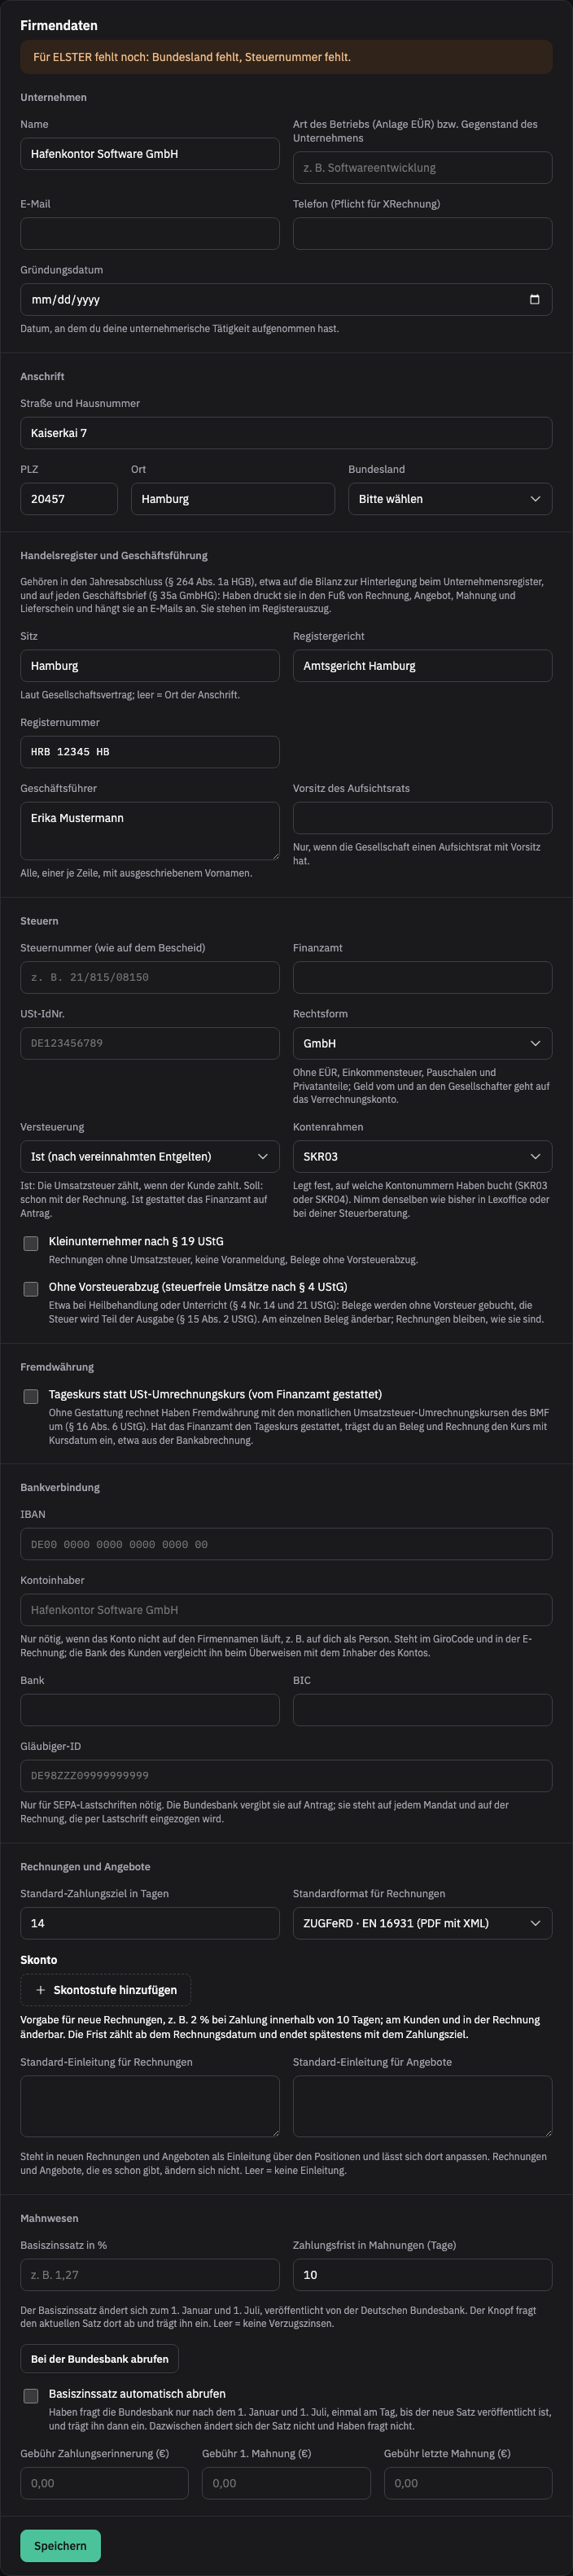 Firmendaten
Für ELSTER fehlt noch: Bundesland fehlt, Steuernummer fehlt.
Unternehmen
Name
Hafenkontor Software GmbH
Art des Betriebs (Anlage EÜR) bzw. Gegenstand des
Unternehmens
z. B. Softwareentwicklung
E-Mail
Telefon (Pflicht für XRechnung)
Gründungsdatum
mm/dd/yyyy
Datum, an dem du deine unternehmerische Tätigkeit aufgenommen hast.
Anschrift
Straße und Hausnummer
Kaiserkai 7
PLZ
Ort
Bundesland
20457
Hamburg
Bitte wählen
Handelsregister und Geschäftsführung
Gehören in den Jahresabschluss (§ 264 Abs. 1a HGB), etwa auf die Bilanz zur Hinterlegung beim Unternehmensregister,
und auf jeden Geschäftsbrief (§ 35a GmbHG): Haben druckt sie in den Fuß von Rechnung, Angebot, Mahnung und
Lieferschein und hängt sie an E-Mails an. Sie stehen im Registerauszug.
Sitz
Registergericht
Hamburg
Amtsgericht Hamburg
Laut Gesellschaftsvertrag; leer = Ort der Anschrift.
Registernummer
HRB 12345 HB
Geschäftsführer
Vorsitz des Aufsichtsrats
Erika Mustermann
Nur, wenn die Gesellschaft einen Aufsichtsrat mit Vorsitz
hat.
Alle, einer je Zeile, mit ausgeschriebenem Vornamen.
Steuern
Steuernummer (wie auf dem Bescheid)
Finanzamt
z. B. 21/815/08150
USt-IdNr.
Rechtsform
DE123456789
GmbH
Ohne EÜR, Einkommensteuer, Pauschalen und
Privatanteile; Geld vom und an den Gesellschafter geht auf
das Verrechnungskonto.
Versteuerung
Kontenrahmen
Ist (nach vereinnahmten Entgelten)
SKR03
Ist: Die Umsatzsteuer zählt, wenn der Kunde zahlt. Soll:
schon mit der Rechnung. Ist gestattet das Finanzamt auf
Antrag.
Legt fest, auf welche Kontonummern Haben bucht (SKR03
oder SKR04). Nimm denselben wie bisher in Lexoffice oder
bei deiner Steuerberatung.
Kleinunternehmer nach § 19 UStG
Rechnungen ohne Umsatzsteuer, keine Voranmeldung, Belege ohne Vorsteuerabzug.
Ohne Vorsteuerabzug (steuerfreie Umsätze nach § 4 UStG)
Etwa bei Heilbehandlung oder Unterricht (§ 4 Nr. 14 und 21 UStG): Belege werden ohne Vorsteuer gebucht, die
Steuer wird Teil der Ausgabe (§ 15 Abs. 2 UStG). Am einzelnen Beleg änderbar; Rechnungen bleiben, wie sie sind.
Fremdwährung
Tageskurs statt USt-Umrechnungskurs (vom Finanzamt gestattet)
Ohne Gestattung rechnet Haben Fremdwährung mit den monatlichen Umsatzsteuer-Umrechnungskursen des BMF
um (§ 16 Abs. 6 UStG). Hat das Finanzamt den Tageskurs gestattet, trägst du an Beleg und Rechnung den Kurs mit
Kursdatum ein, etwa aus der Bankabrechnung.
Bankverbindung
IBAN
DE00 0000 0000 0000 0000 00
Kontoinhaber
Hafenkontor Software GmbH
Nur nötig, wenn das Konto nicht auf den Firmennamen läuft, z. B. auf dich als Person. Steht im GiroCode und in der E-
Rechnung; die Bank des Kunden vergleicht ihn beim Überweisen mit dem Inhaber des Kontos.
Bank
BIC
Gläubiger-ID
DE98ZZZ09999999999
Nur für SEPA-Lastschriften nötig. Die Bundesbank vergibt sie auf Antrag; sie steht auf jedem Mandat und auf der
Rechnung, die per Lastschrift eingezogen wird.
Rechnungen und Angebote
Standard-Zahlungsziel in Tagen
Standardformat für Rechnungen
14
ZUGFeRD · EN 16931 (PDF mit XML)
Skonto
+ Skontostufe hinzufügen
Vorgabe für neue Rechnungen, z. B. 2 % bei Zahlung innerhalb von 10 Tagen; am Kunden und in der Rechnung
änderbar. Die Frist zählt ab dem Rechnungsdatum und endet spätestens mit dem Zahlungsziel.
Standard-Einleitung für Rechnungen
Standard-Einleitung für Angebote
Steht in neuen Rechnungen und Angeboten als Einleitung über den Positionen und lässt sich dort anpassen. Rechnungen
und Angebote, die es schon gibt, ändern sich nicht. Leer = keine Einleitung.
Mahnwesen
Basiszinssatz in %
Zahlungsfrist in Mahnungen (Tage)
z. B. 1,27
10
Der Basiszinssatz ändert sich zum 1. Januar und 1. Juli, veröffentlicht von der Deutschen Bundesbank. Der Knopf fragt
den aktuellen Satz dort ab und trägt ihn ein. Leer = keine Verzugszinsen.
Bei der Bundesbank abrufen
Basiszinssatz automatisch abrufen
Haben fragt die Bundesbank nur nach dem 1. Januar und 1. Juli, einmal am Tag, bis der neue Satz veröffentlicht ist,
und trägt ihn dann ein. Dazwischen ändert sich der Satz nicht und Haben fragt nicht.
Gebühr Zahlungserinnerung (€)
Gebühr 1. Mahnung (€)
Gebühr letzte Mahnung (€)
0,00
0,00
0,00
Speichern